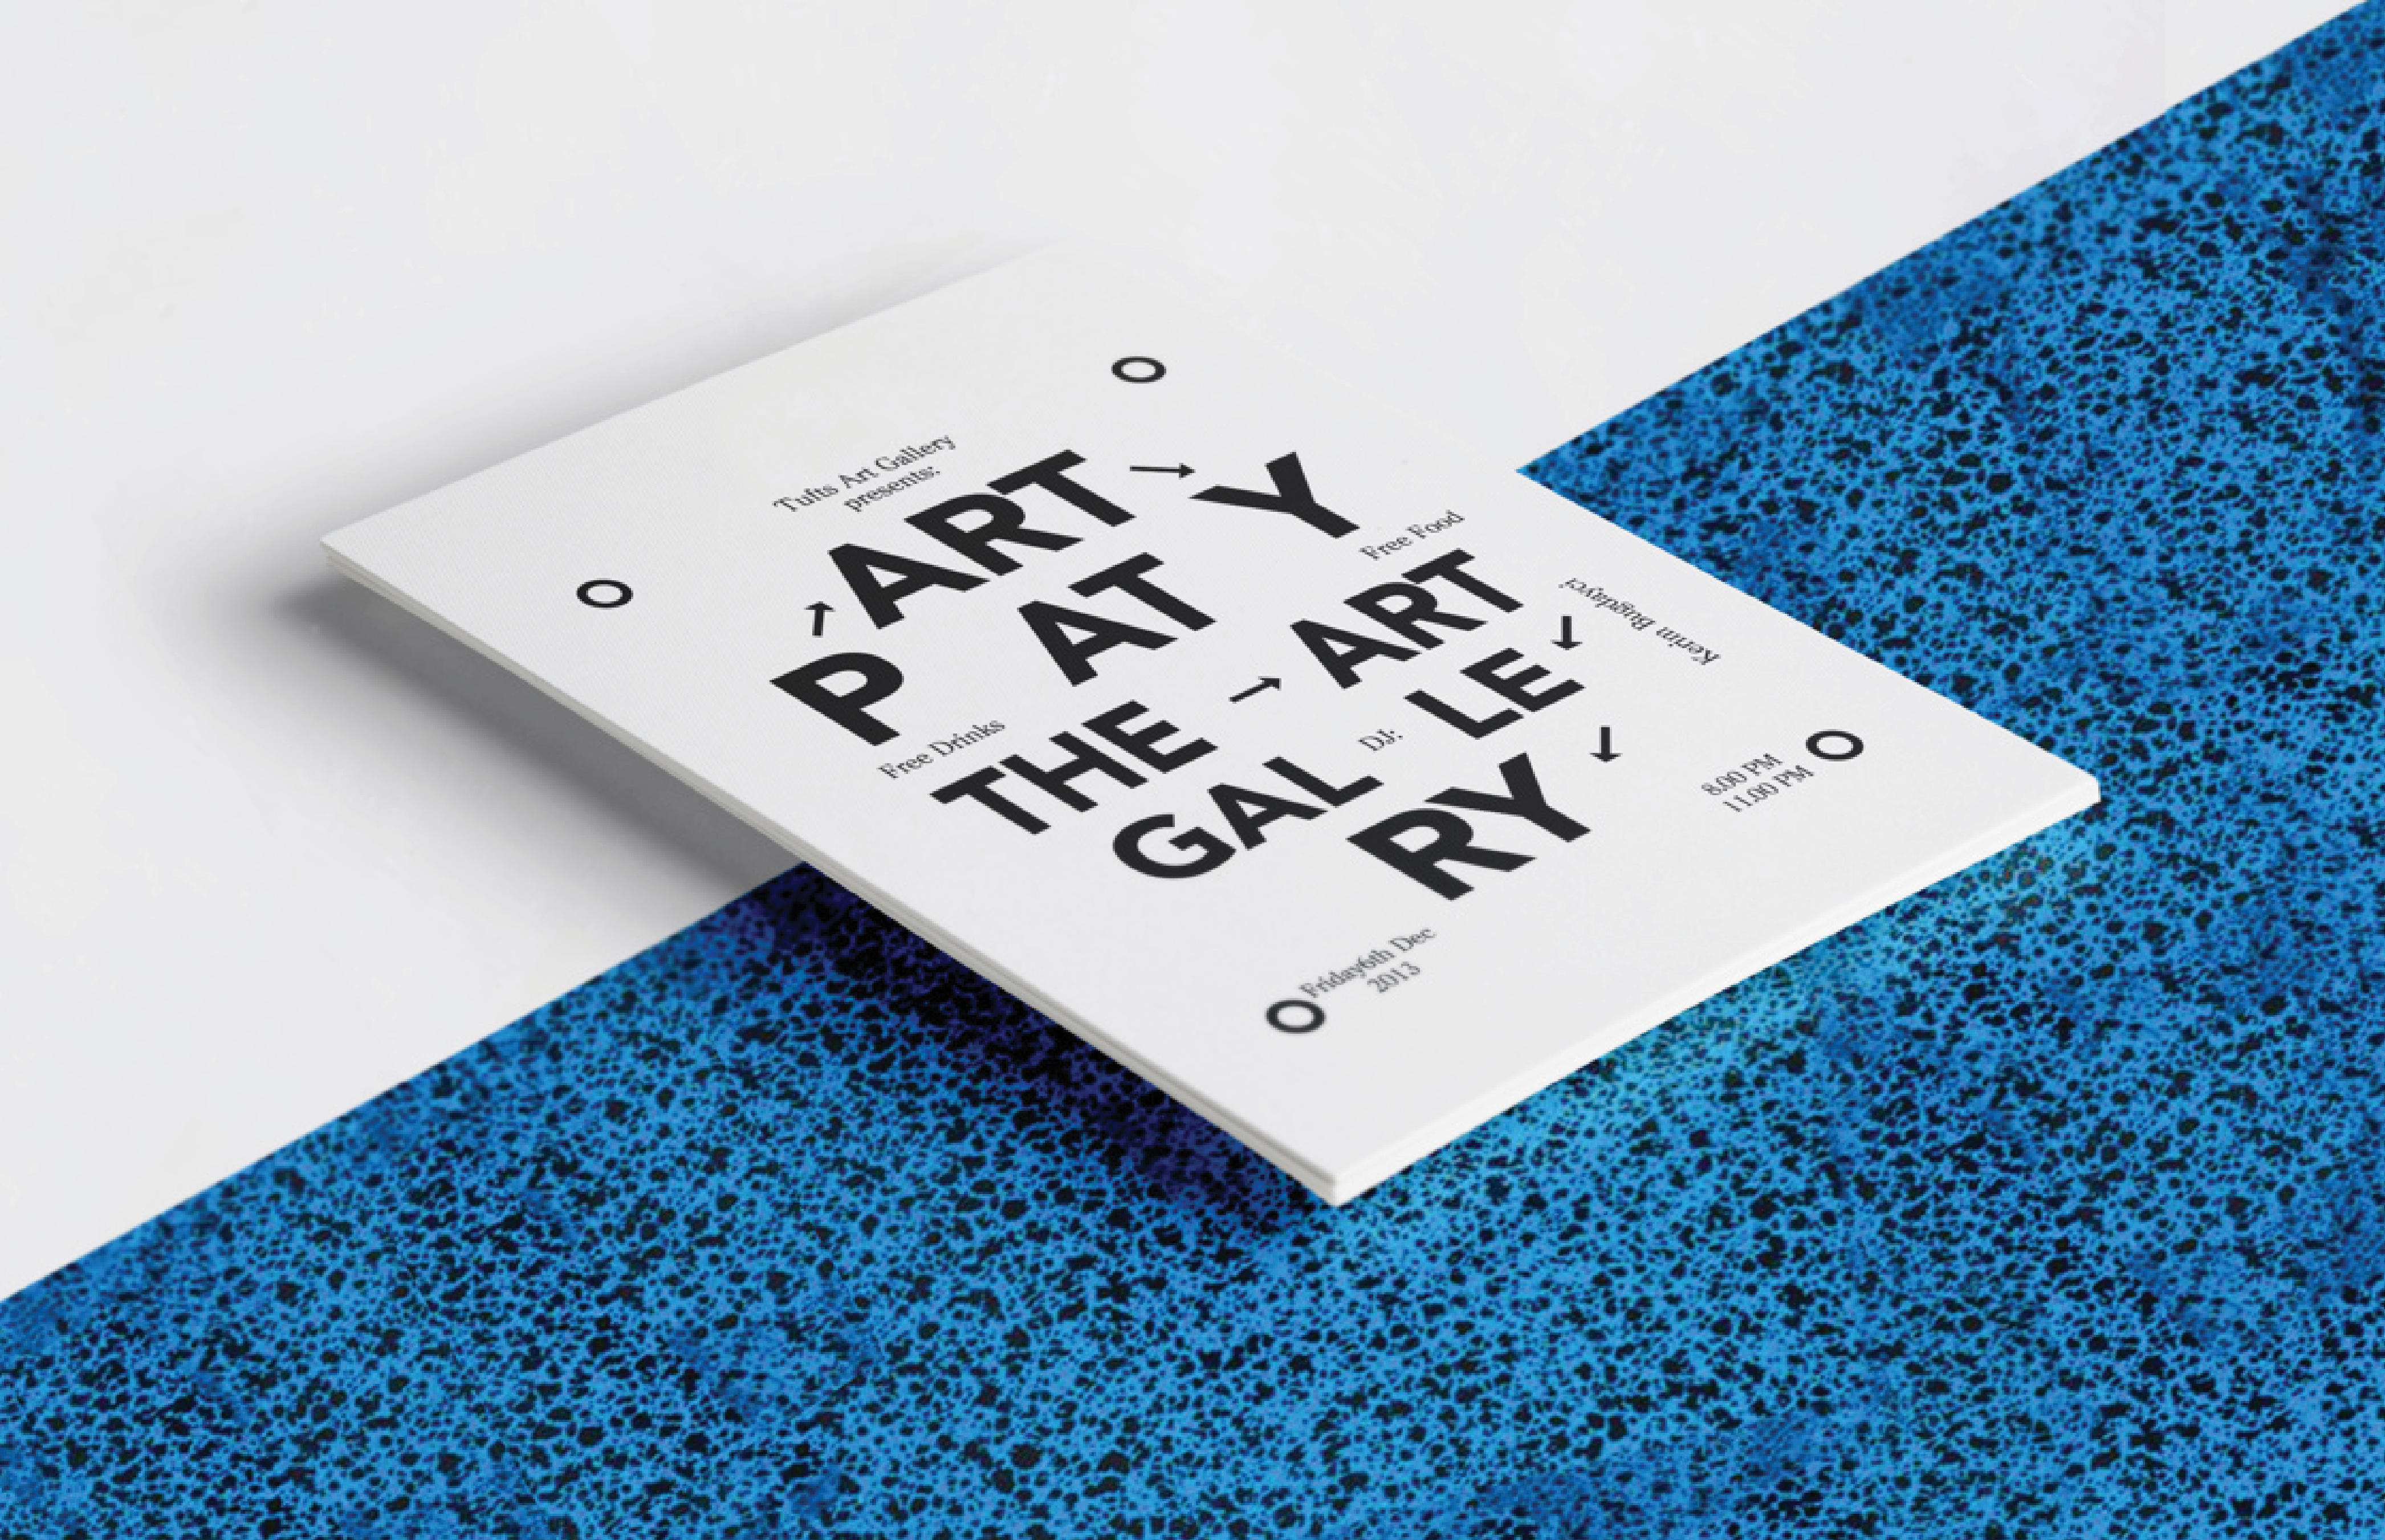 Tufts Art Gallery
presents:
P ART Y
AT
Free Food
Free Drinks
THE ART
GAL LE
RY
DJ:
Kerim Bugdayci
8.00 PM
11.00 PM
Friday6th Dec
2013